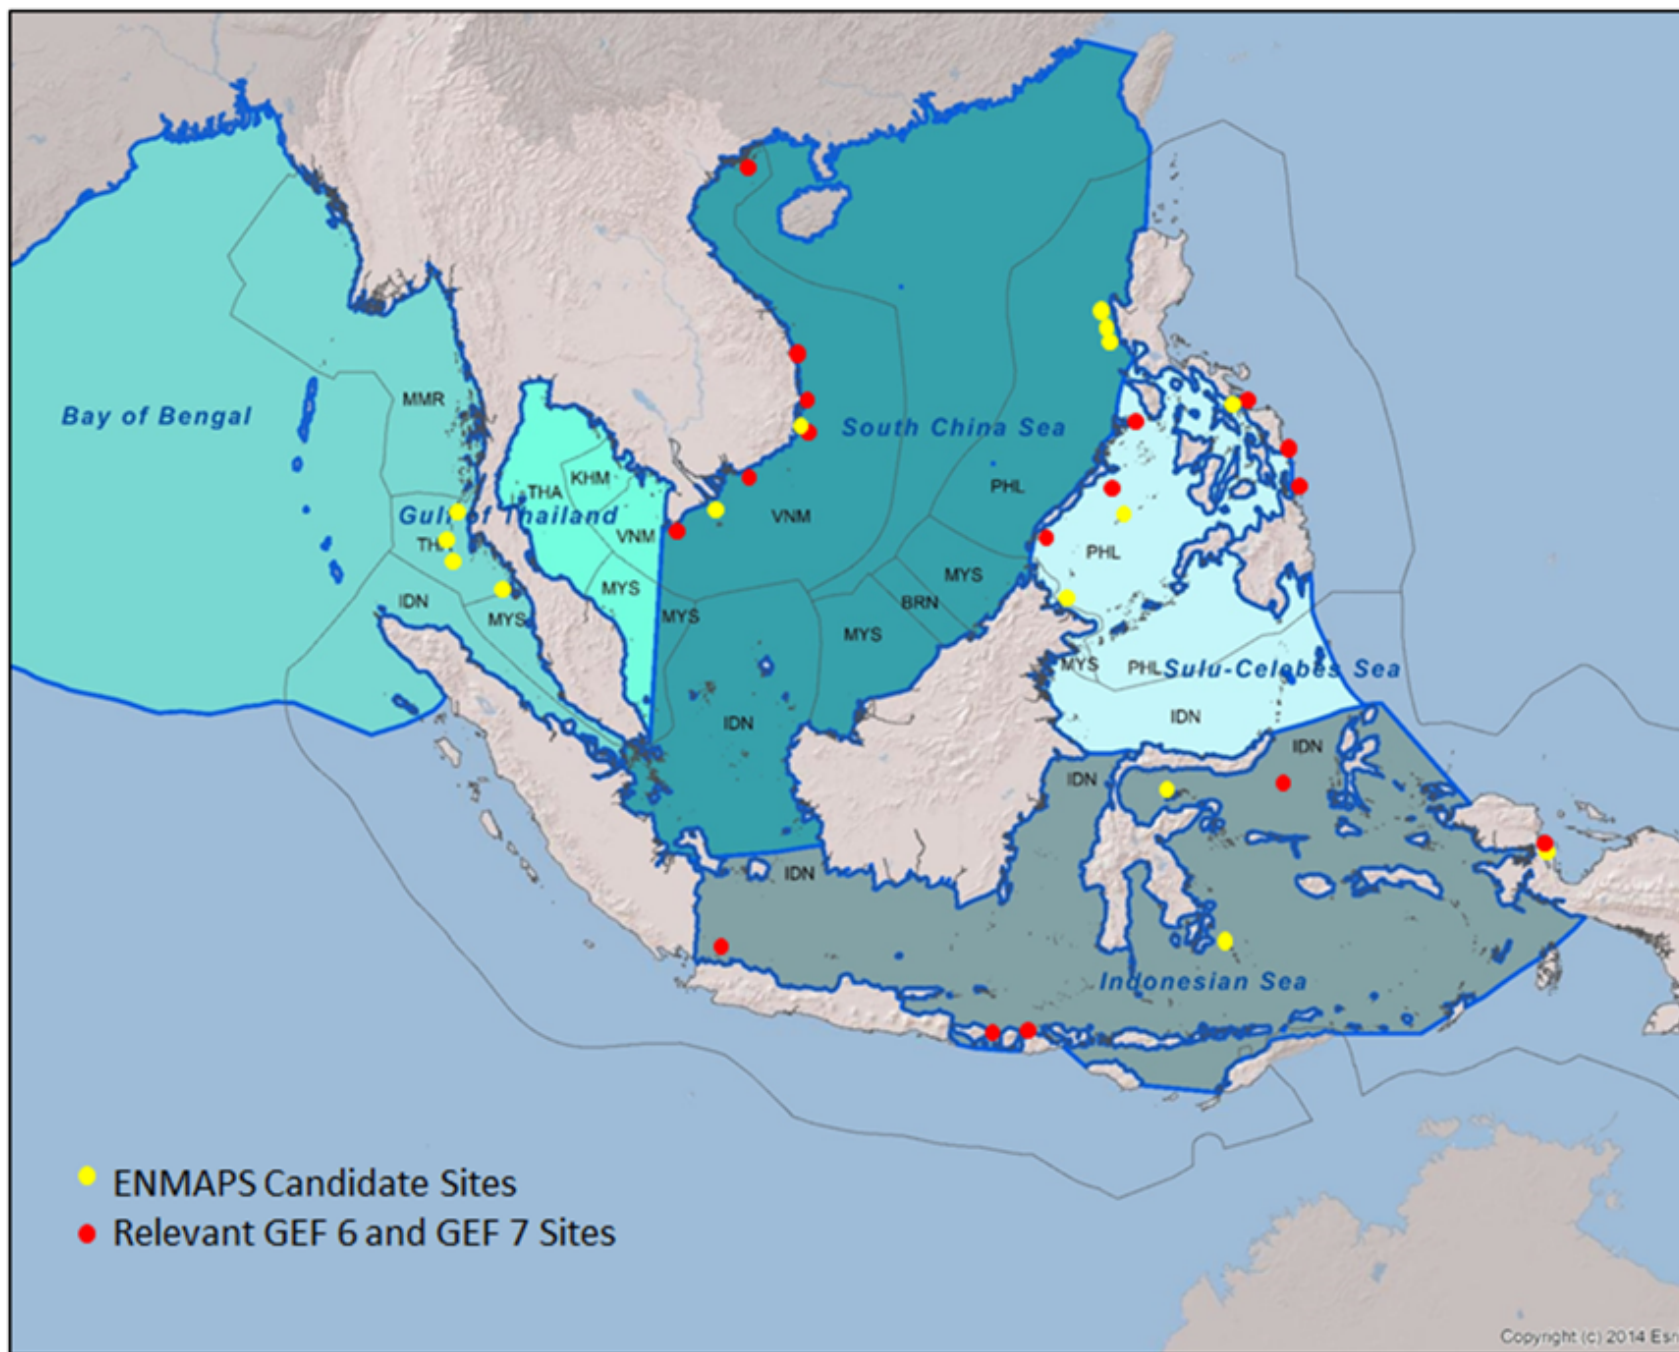 MMR
Bay of Bengal
South China Sea
KHM
THA
PHL
Gulf of Thailand
VNM
VNM
THA
PHL
MYS
MYS
IDN
BRN
MYS
MYS
MYS
MYS
PHL
Sulu-Celebes Sea
IDN
IDN
IDN
IDN
IDN
Indonesian Sea
ENMAPS Candidate Sites
Relevant GEF 6 and GEF 7 Sites
Copyright (c) 2014 Esri